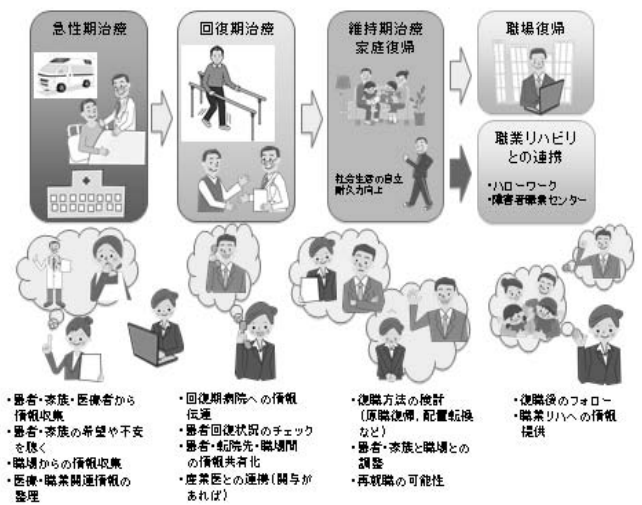 急性期治療
回復期治療
維持期治療
家庭復帰
社会生活の自立
耐久力向上
職場復帰
職業リハビリ
との連携
・ハローワーク
・障害者職業センター
・患者・家族・医療者から
情報収集
・患者・家族の希望や不安
を聴く
・職場からの情報収集
・医療・職業関連情報の
整理
・回復期病院への情報
伝達
・患者回復状況のチェック
・患者・転院先・職場間
の情報共有化
・産業医との連携(関与が
あれば)
・復職方法の検討
(原職復帰,配置転換
など)
・患者・家族と職場との
調整
・再就職の可能性
・復職後のフォロー
・職業リハへの情報
提供